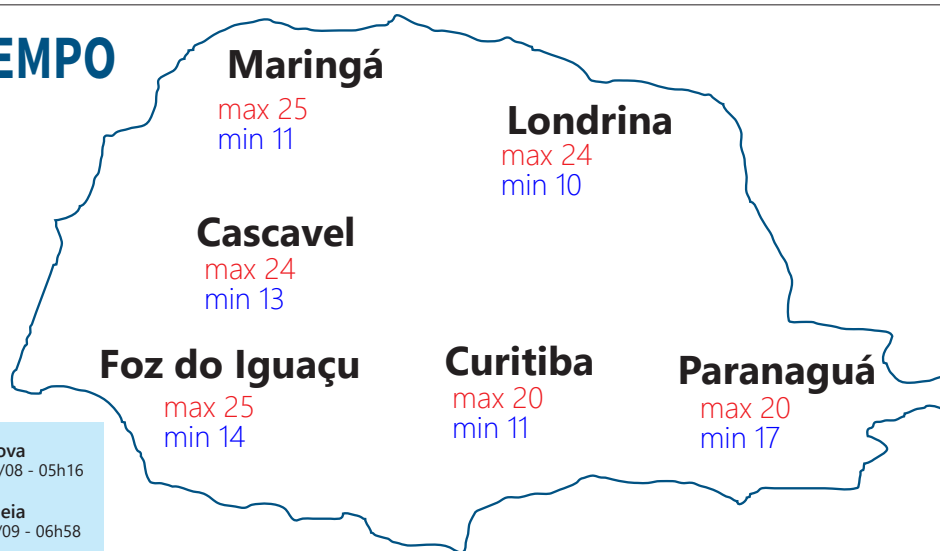 EMPO
Maringá
max 25
min 11
Londrina
max 24
min 10
Cascavel
max 24
min 13
Foz do Iguaçu
max 25
min 14
Curitiba
max 20
min 11
Paranaguá
max 20
min 17
ova
/08 - 05h16
eia
/09 - 06h58